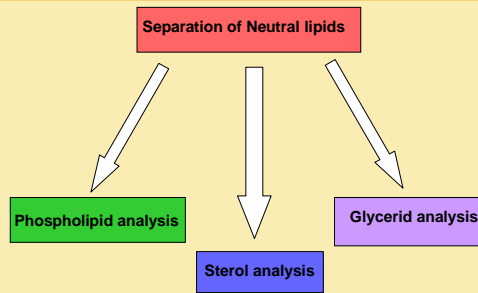 Separation of Neutral lipids
Phospholipid analysis
Glycerid analysis
Sterol analysis